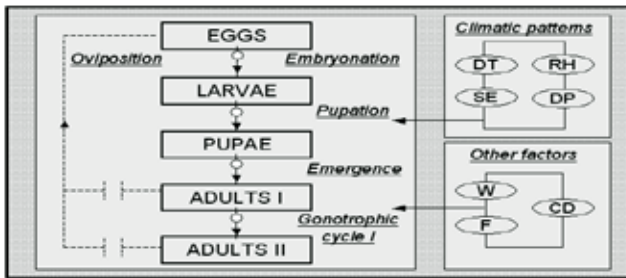 EGGS
Oviposition
Embryonation
LARVAE
Pupation
PUPAE
Emergence
ADULTS I
Gonotrophic
cycle I
ADULTS II
Climatic patterns
DT
RH
SE
DP
Other factors
W
CD
F